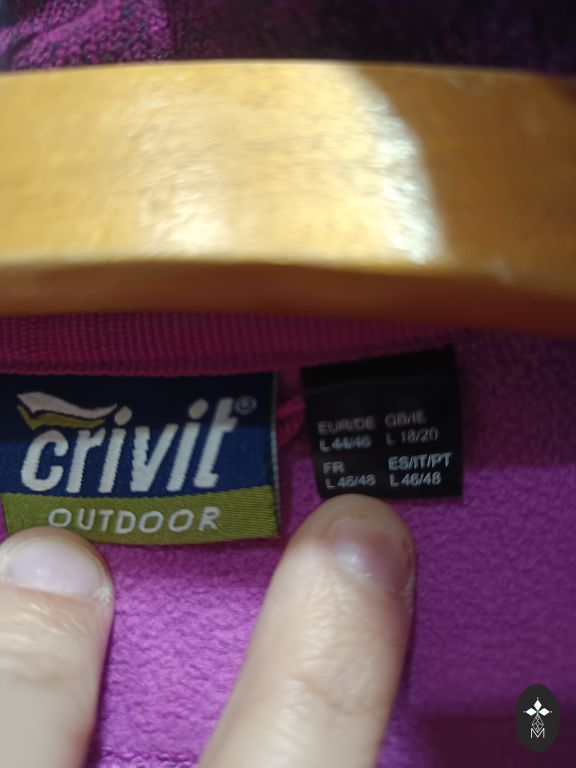 crivit®
OUTDOOR
EUR/DE GB/IE
L 44/46 L 18/20
FR ES/IT/PT
L 46/48 L 46/48
M